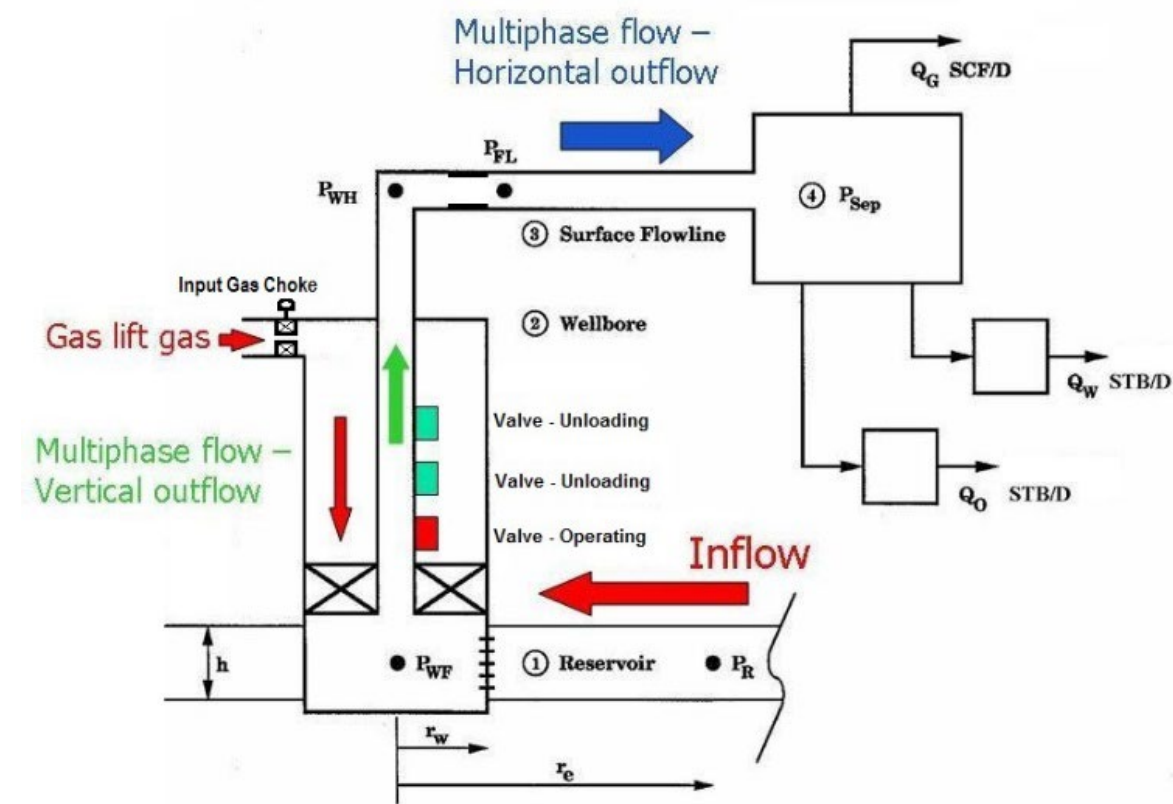 Multiphase flow –
Horizontal outflow
Q_G SCF/D
P_FL
P_WH
④ P_Sep
③ Surface Flowline
Input Gas Choke
Gas lift gas
② Wellbore
Q_W STB/D
Valve - Unloading
Multiphase flow –
Vertical outflow
Valve - Unloading
Q_O STB/D
Valve - Operating
Inflow
h
P_WF
① Reservoir
P_R
r_w
r_e